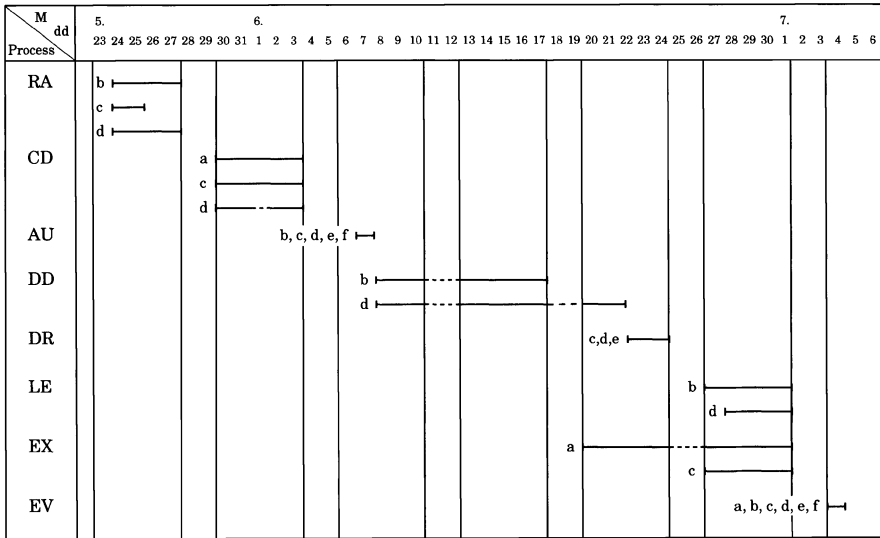 M 5. 6. 7.
dd
Process 23 24 25 26 27 28 29 30 31 1 2 3 4 5 6 7 8 9 10 11 12 13 14 15 16 17 18 19 20 21 22 23 24 25 26 27 28 29 30 1 2 3 4 5 6
RA b
c
d
CD a
c
d
AU b, c, d, e, f
DD b
d
DR c,d,e
LE b
d
EX a
c
EV a, b, c, d, e, f